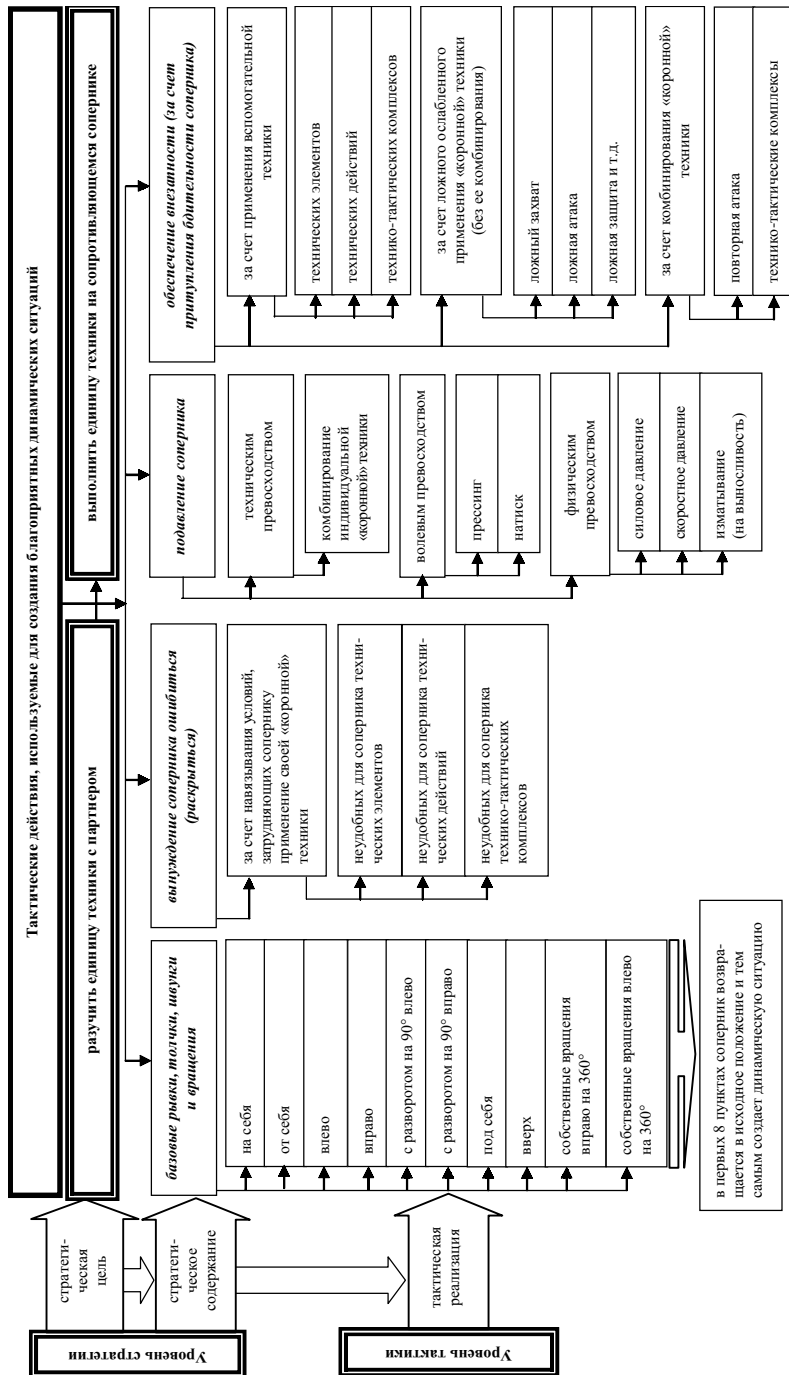 Тактические действия, используемые для создания благоприятных динамических ситуаций
Уровень стратегии
стратеги-
ческая
цель
разучить единицу техники с партнером
выполнить единицу техники на сопротивляющемся сопернике
стратеги-
ческое
содержание
базовые рывки, толчки, швунги
и вращения
вынуждение соперника ошибиться
(раскрыться)
подавление соперника
обеспечение внезапности (за счет
притупления бдительности соперника)
Уровень тактики
тактическая
реализация
на себя
от себя
влево
вправо
с разворотом на 90° влево
с разворотом на 90° вправо
под себя
вверх
собственные вращения
вправо на 360°
собственные вращения влево
на 360°
в первых 8 пунктах соперник возвра-
щается в исходное положение и тем
самым создает динамическую ситуацию
за счет навязывания условий,
затрудняющих сопернику
применение своей «коронной»
техники
неудобных для соперника техни-
ческих элементов
неудобных для соперника техни-
ческих действий
неудобных для соперника
технико-тактических
комплексов
техническим
превосходством
комбинирование
индивидуальной
«коронной» техники
волевым превосходством
прессинг
натиск
физическим
превосходством
силовое давление
скоростное давление
изматывание
(на выносливость)
за счет применения вспомогательной
техники
технических элементов
технических действий
технико-тактических комплексов
за счет ложного ослабленного
применения «коронной» техники
(без ее комбинирования)
ложный захват
ложная атака
ложная защита и т.д.
за счет комбинирования «коронной»
техники
повторная атака
технико-тактические комплексы